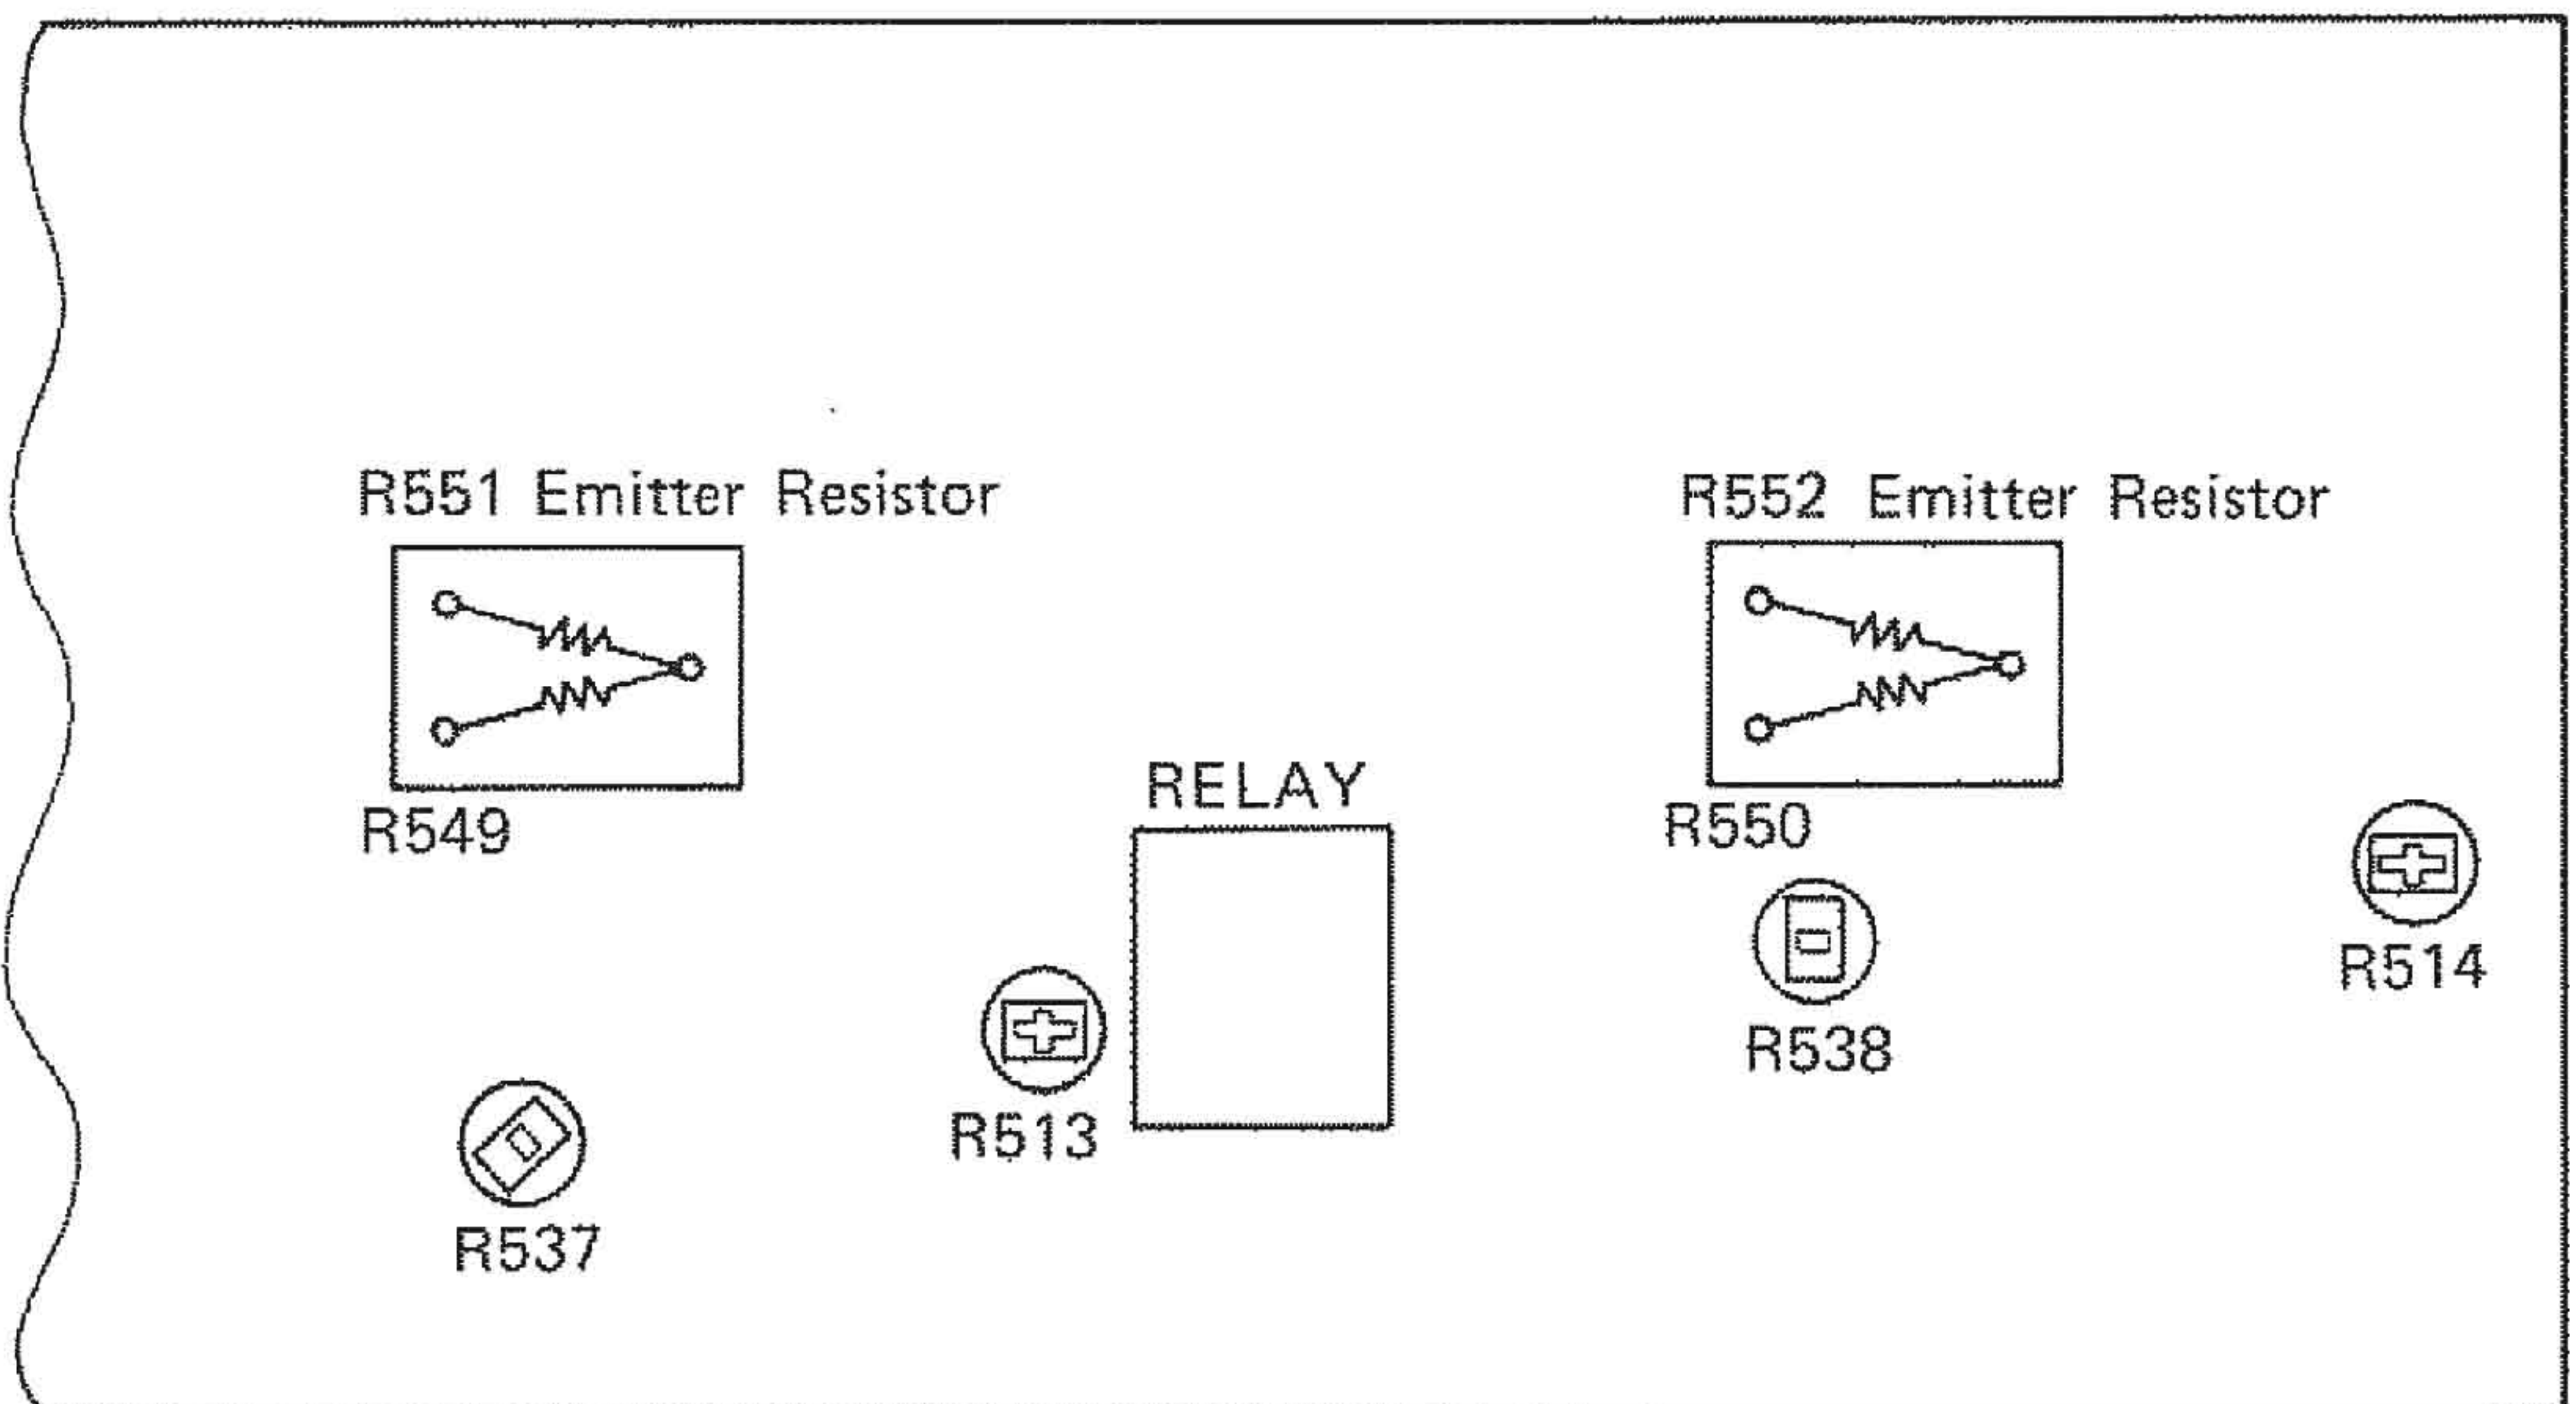 R551 Emitter Resistor
R552 Emitter Resistor
RELAY
R549
R550
R514
R538
R513
R537